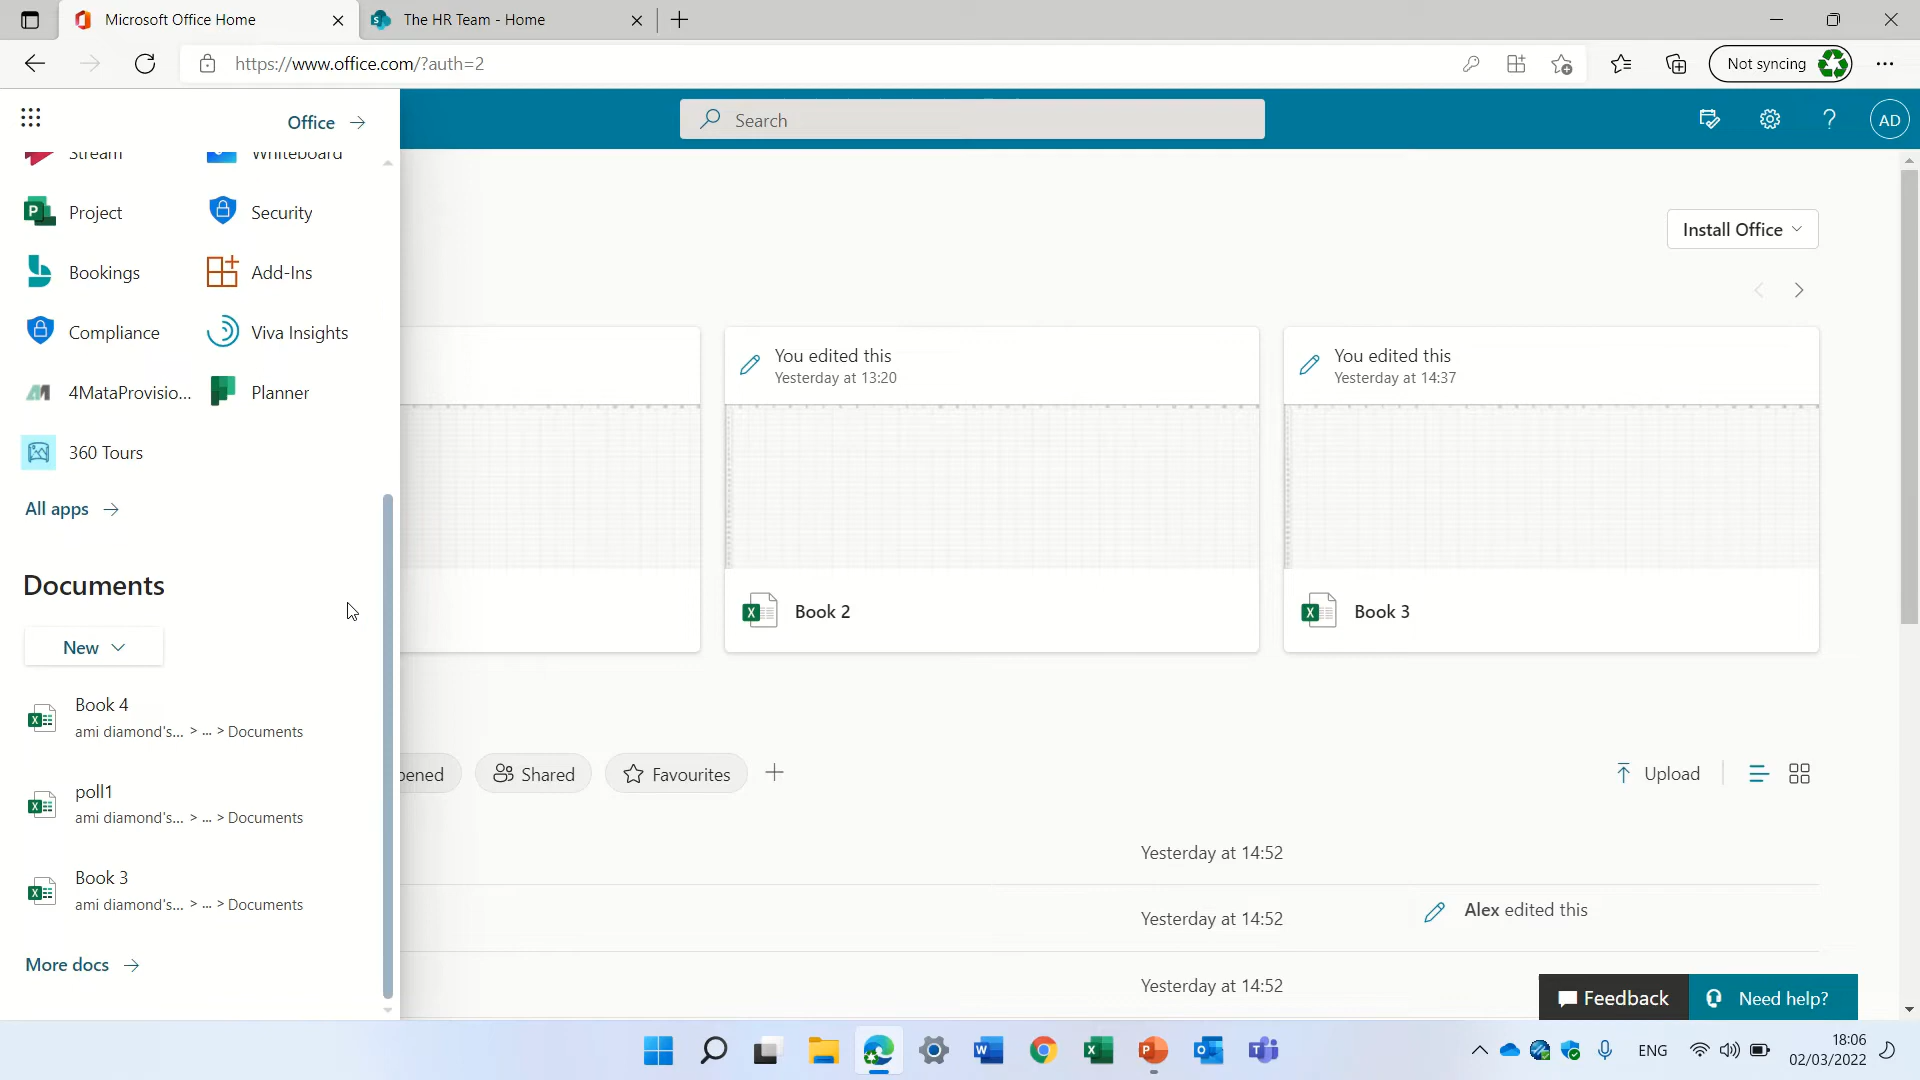 Microsoft Office Home
The HR Team - Home
https://www.office.com/?auth=2
Not syncing
Office
Search
AD
Stream
Whiteboard
Project
Security
Install Office
Bookings
Add-Ins
Compliance
Viva Insights
4MataProvisio...
Planner
360 Tours
All apps
You edited this
Yesterday at 13:20
You edited this
Yesterday at 14:37
Book 2
Book 3
Documents
New
Book 4
ami diamond's... > ... > Documents
poll1
ami diamond's... > ... > Documents
Book 3
ami diamond's... > ... > Documents
More docs
pened
Shared
Favourites
Upload
Yesterday at 14:52
Yesterday at 14:52
Alex edited this
Yesterday at 14:52
Feedback
Need help?
ENG
18:06
02/03/2022